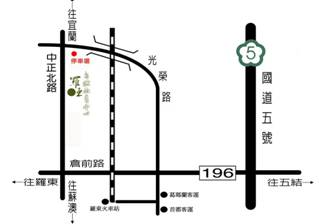 往宜蘭
停車場
中正北路
光榮路
5
國道五號
倉前路
196
往羅東
往蘇澳
往五結
羅東火車站
葛瑪蘭客運
首都客運